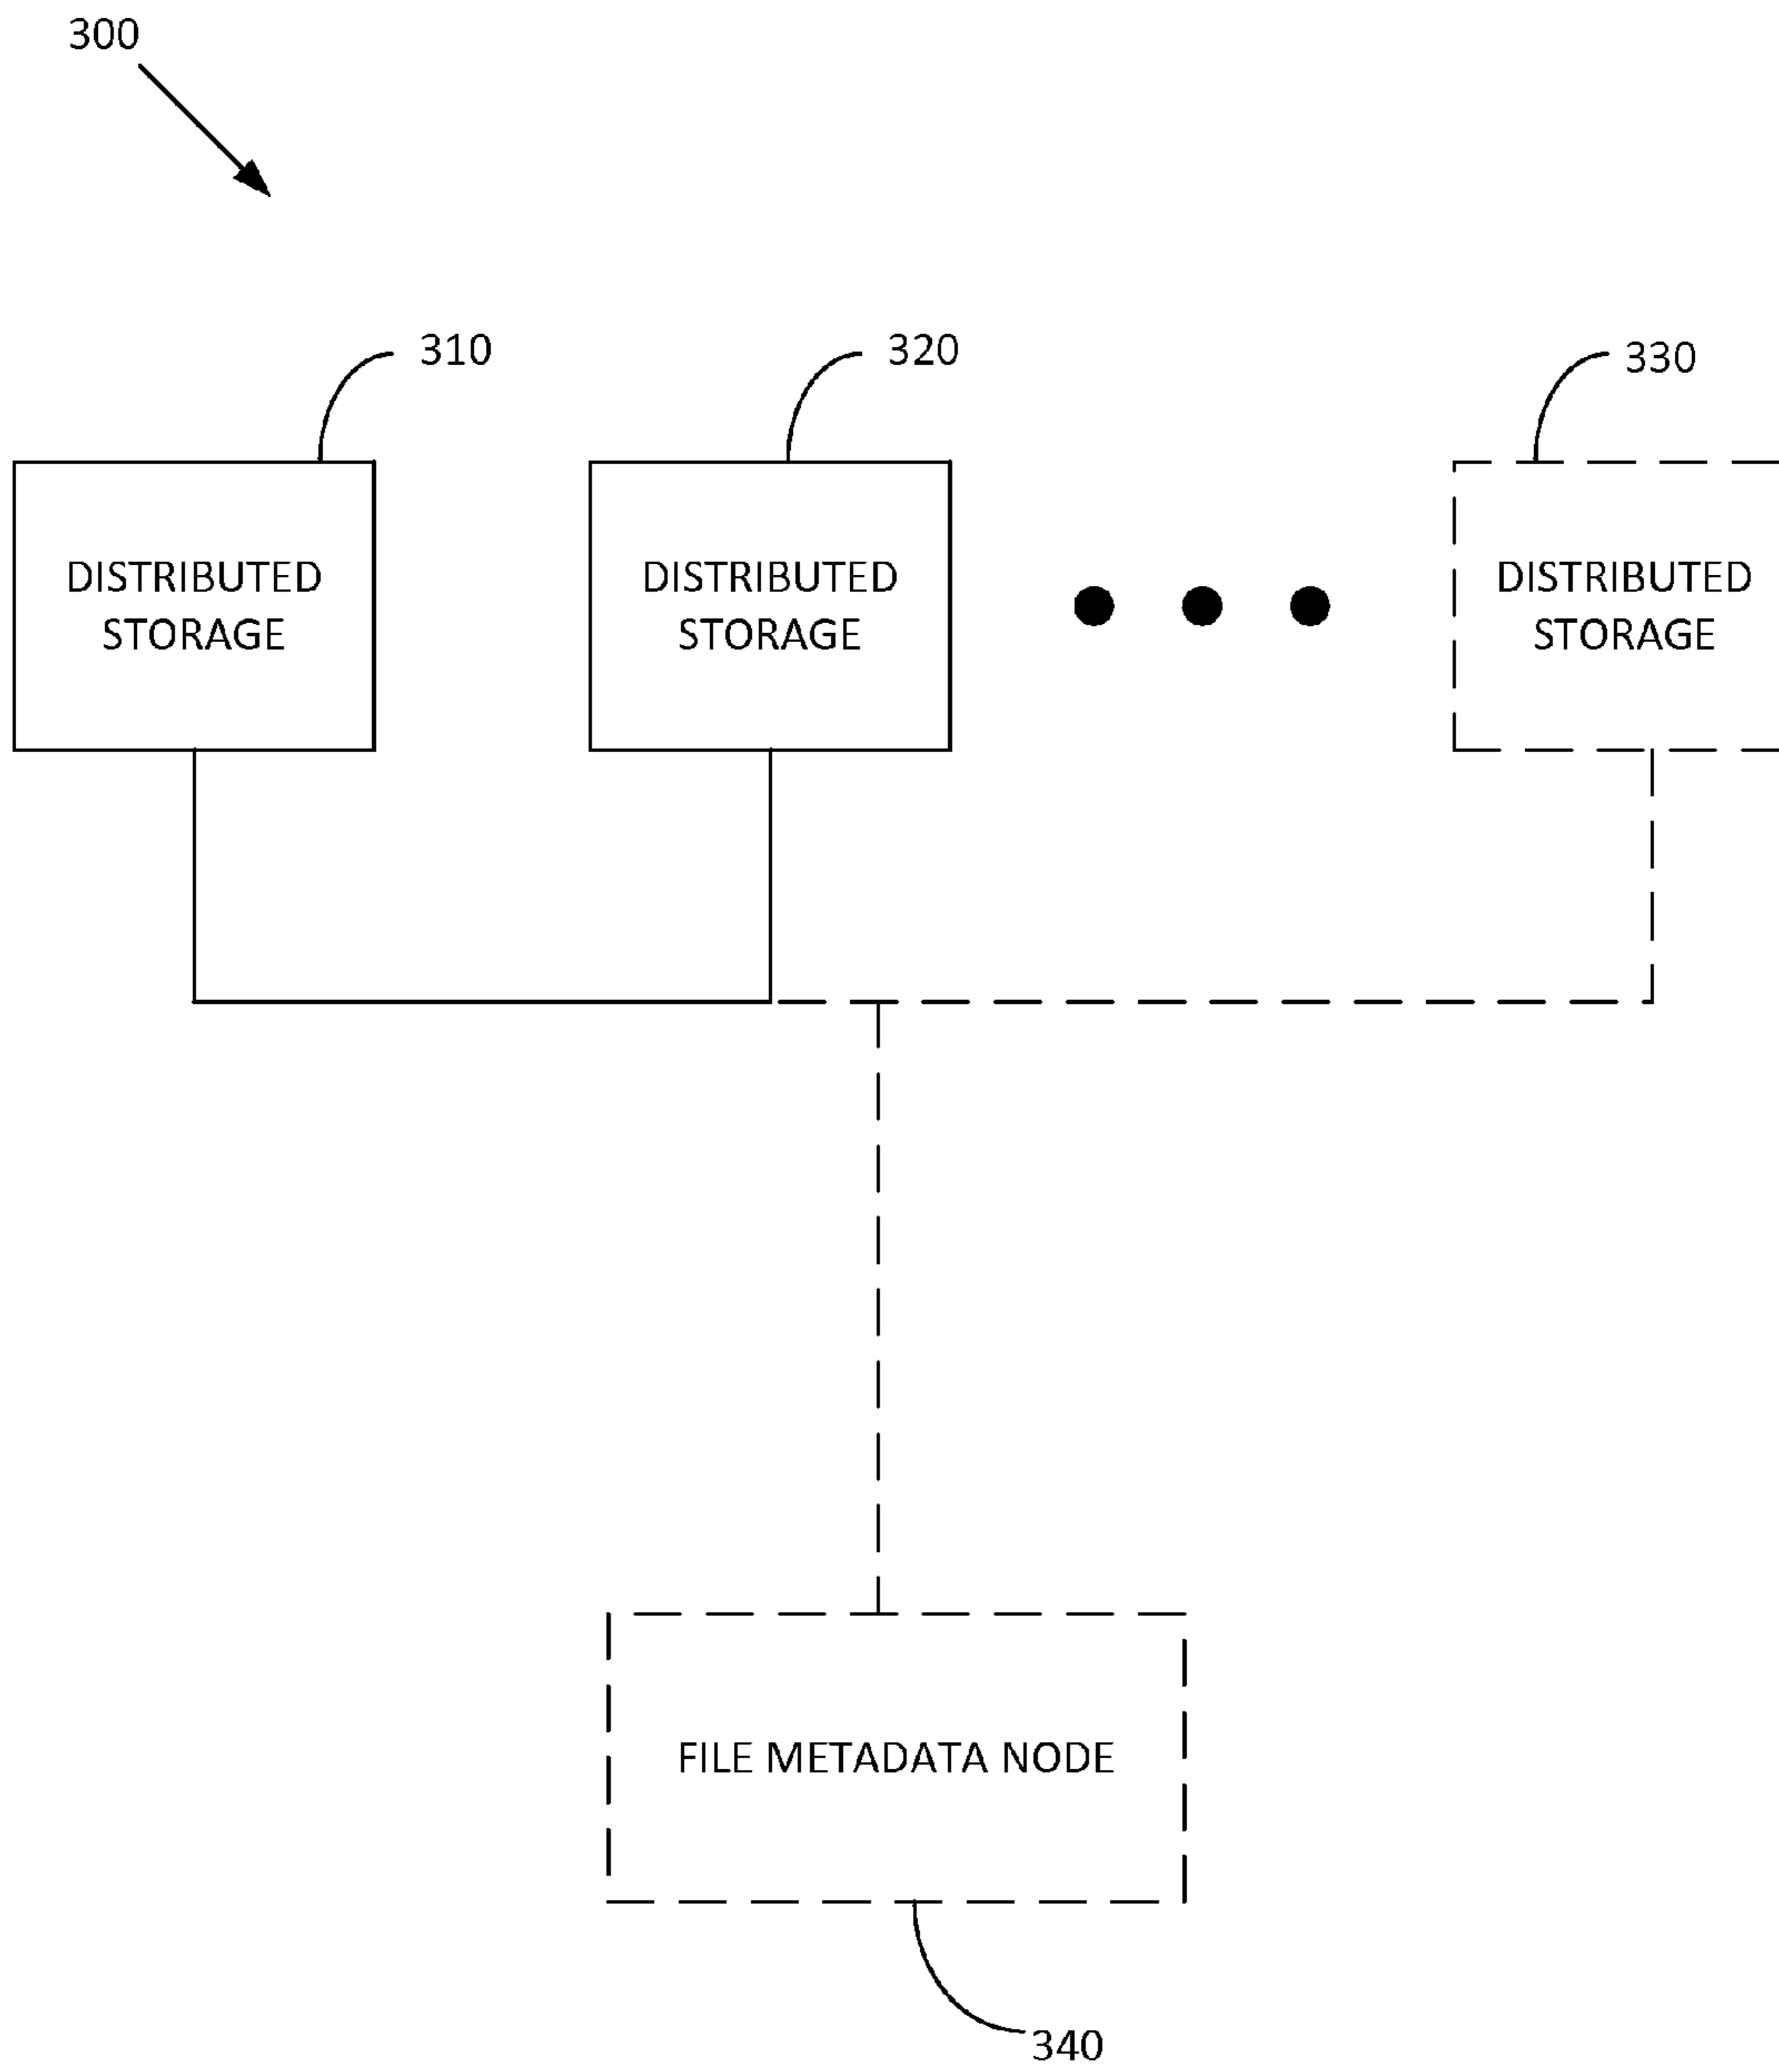 300
310
320
330
DISTRIBUTED
STORAGE
DISTRIBUTED
STORAGE
DISTRIBUTED
STORAGE
FILE METADATA NODE
340